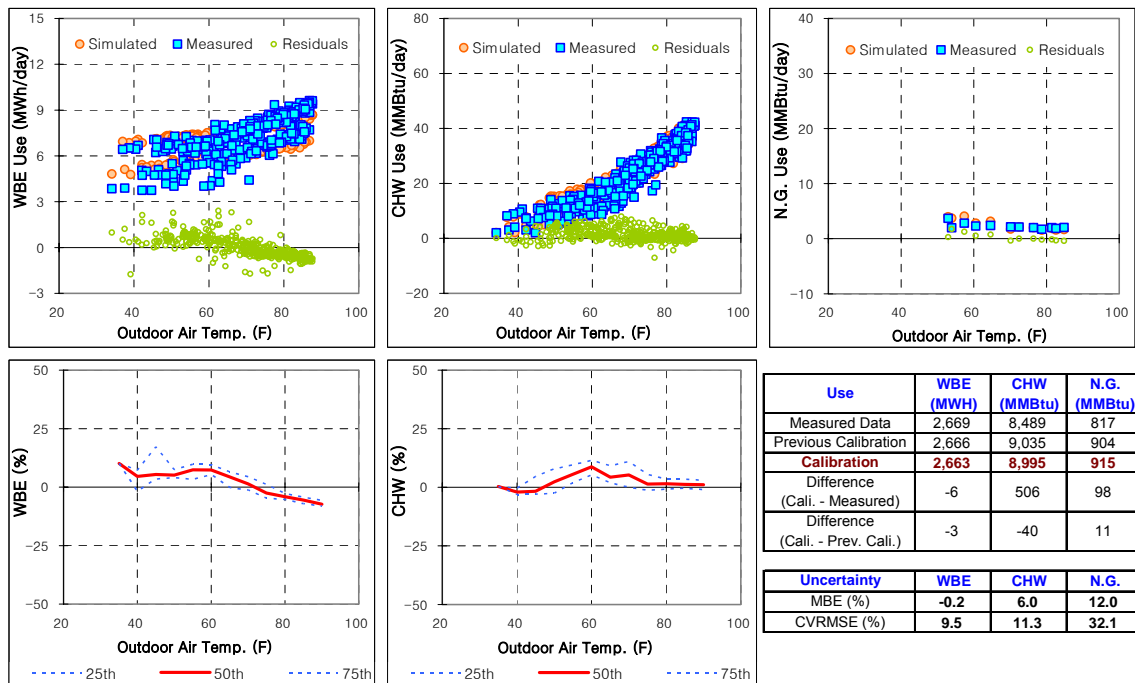 WBE Use (MWh/day)
15
12
9
6
3
0
-3
Simulated Measured Residuals
20 40 60 80 100
Outdoor Air Temp. (F)
CHW Use (MMBtu/day)
80
60
40
20
0
-20
Simulated Measured Residuals
20 40 60 80 100
Outdoor Air Temp. (F)
N.G. Use (MMBtu/day)
40
30
20
10
0
-10
Simulated Measured Residuals
20 40 60 80 100
Outdoor Air Temp. (F)
WBE (%)
50
25
0
-25
-50
20 40 60 80 100
Outdoor Air Temp. (F)
25th 50th 75th
CHW (%)
50
25
0
-25
-50
20 40 60 80 100
Outdoor Air Temp. (F)
25th 50th 75th
Use WBE (MWH) CHW (MMBtu) N.G. (MMBtu)
Measured Data 2,669 8,489 817
Previous Calibration 2,666 9,035 904
Calibration 2,663 8,995 915
Difference (Cali. - Measured) -6 506 98
Difference (Cali. - Prev. Cali.) -3 -40 11
Uncertainty WBE CHW N.G.
MBE (%) -0.2 6.0 12.0
CVRMSE (%) 9.5 11.3 32.1